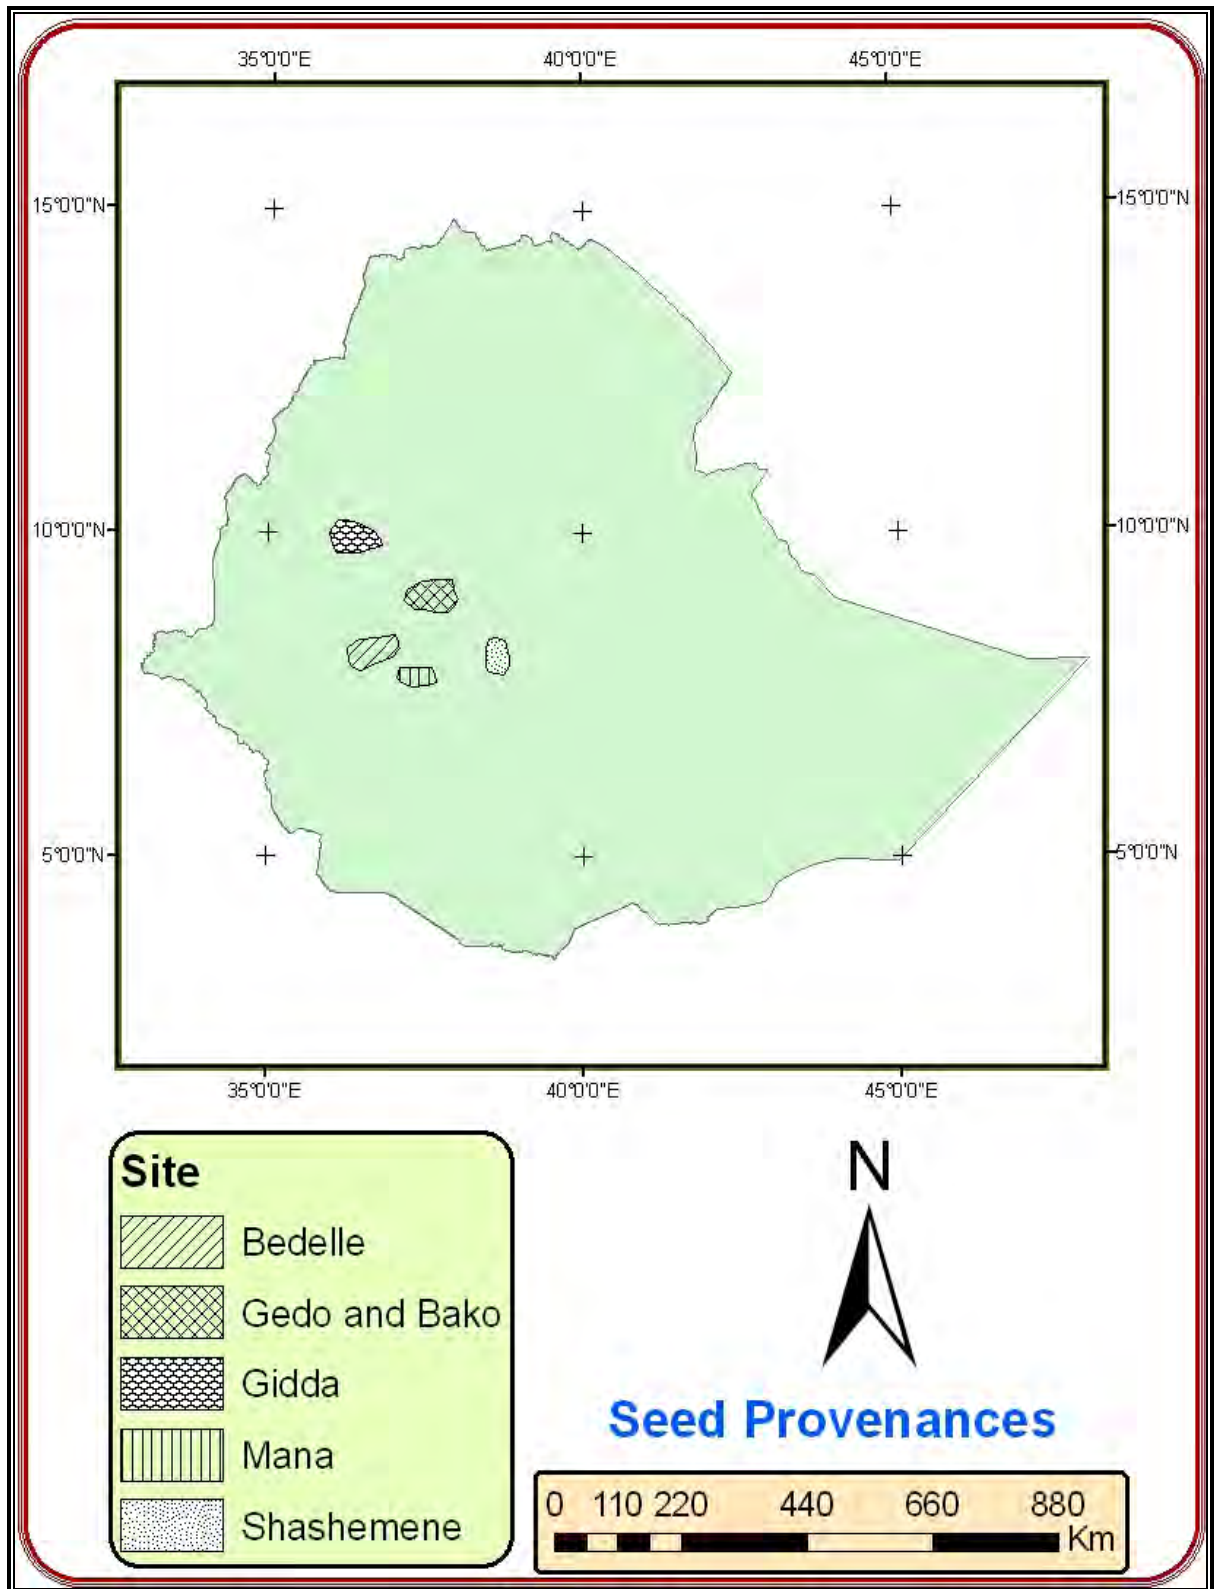 35°0'0"E 40°0'0"E 45°0'0"E
15°0'0"N 15°0'0"N
10°0'0"N 10°0'0"N
5°0'0"N 5°0'0"N
35°0'0"E 40°0'0"E 45°0'0"E
Site
Bedelle
Gedo and Bako
Gidda
Mana
Shashemene
N
Seed Provenances
0 110 220 440 660 880
Km